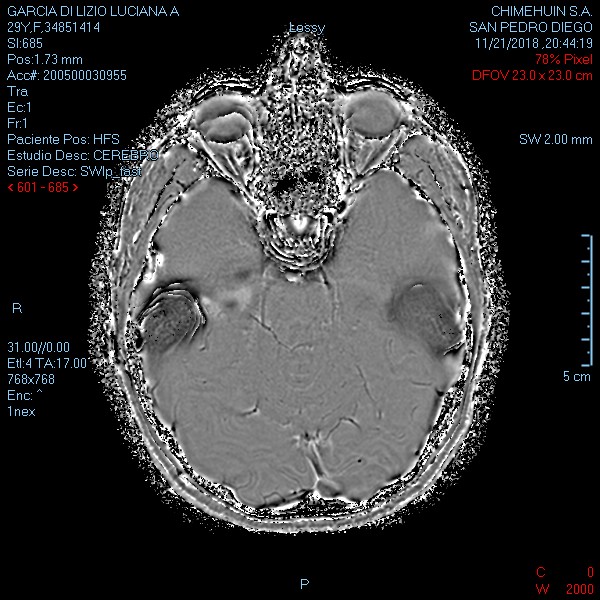 GARCIA DI LIZIO LUCIANA A
29Y,F,34851414
Sl:685
Pos:1.73 mm
Acc#: 200500030955
Tra
Ec:1
Fr:1
Paciente Pos: HFS
Estudio Desc: CEREBRO
Serie Desc: SWIp_fast
< 601 - 685 >
Lossy
CHIMEHUIN S.A.
SAN PEDRO DIEGO
11/21/2018 ,20:44:19
78% Pixel
DFOV 23.0 x 23.0 cm
SW 2.00 mm
R
5 cm
31.00//0.00
Etl:4 TA:17.00
768x768
Enc: ^
1nex
P
C 0
W 2000